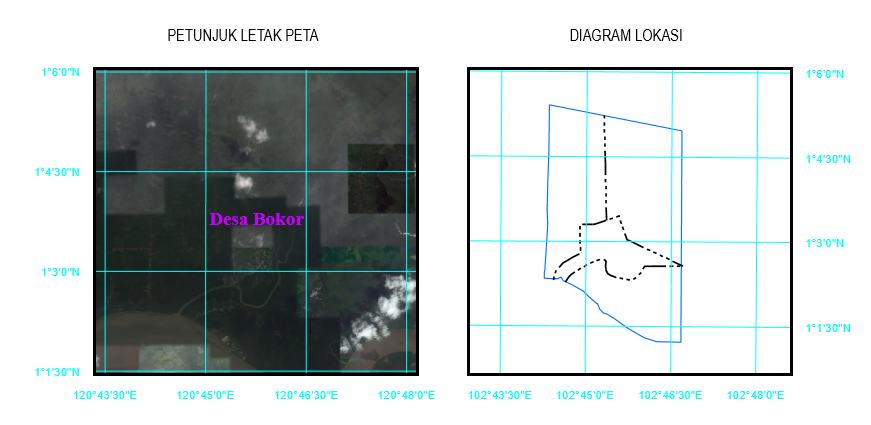 PETUNJUK LETAK PETA
DIAGRAM LOKASI
1°6'0"N
1°6'0"N
1°4'30"N
1°4'30"N
Desa Bokor
1°3'0"N
1°3'0"N
1°1'30"N
1°1'30"N
120°43'30"E 120°45'0"E 120°46'30"E 120°48'0"E
102°43'30"E 102°45'0"E 102°46'30"E 102°48'0"E